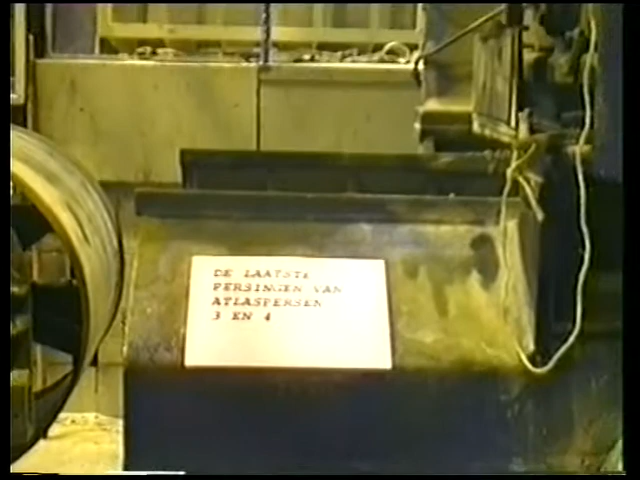 DE LAATSTE
PERSINGEN VAN
ATLASPERSEN
3 EN 4